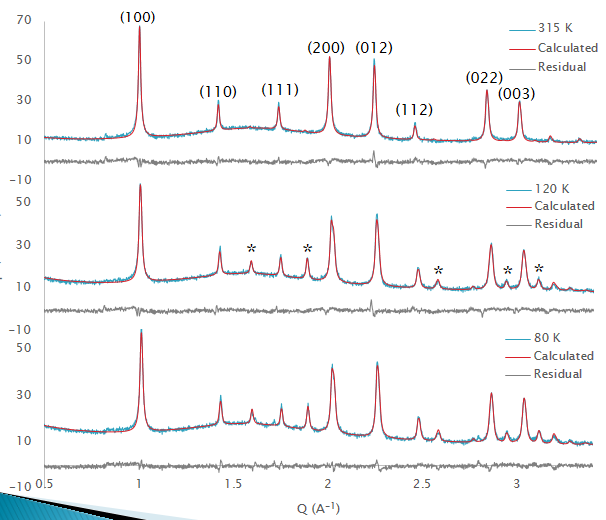 70
(100)
315 K
Calculated
Residual
(200) (012)
50
(110)
(111)
(022)
(003)
(112)
30
10
−10
120 K
Calculated
Residual
50
* * * * *
30
10
−10
80 K
Calculated
Residual
50
30
10
−10
0.5 1 1.5 2 2.5 3
Q (A⁻¹)